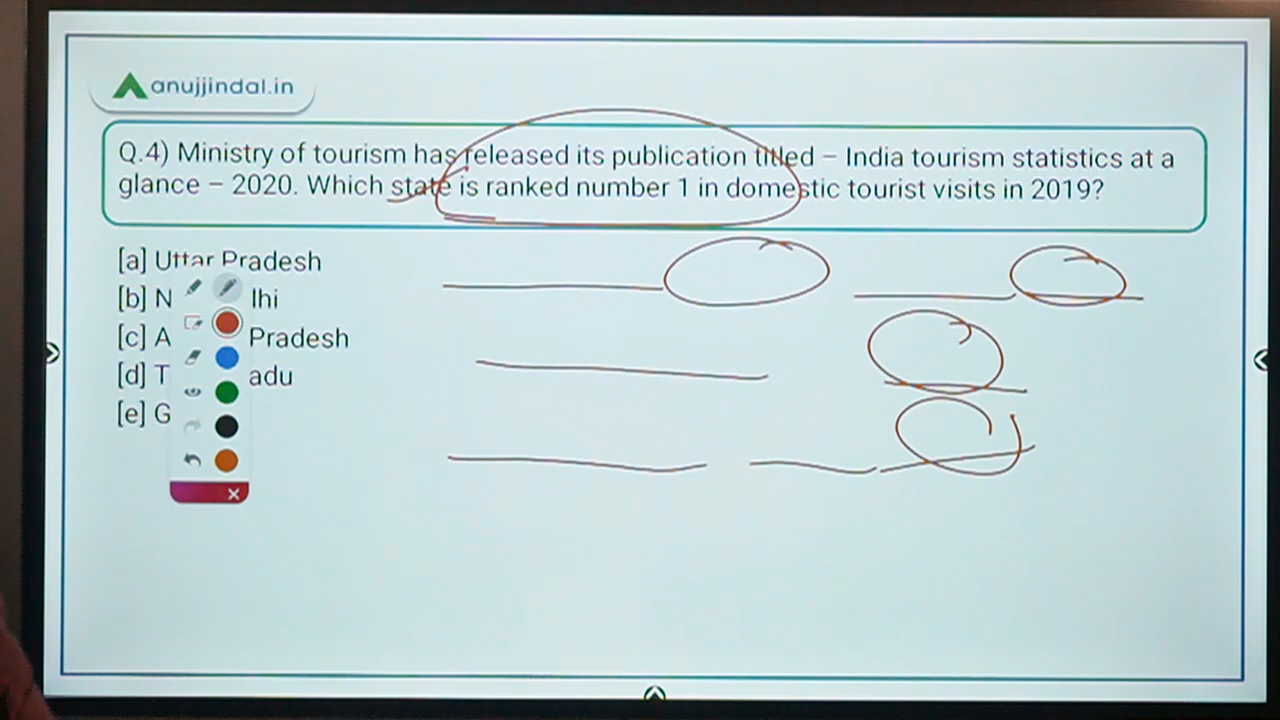 anujjindal.in
Q.4) Ministry of tourism has released its publication titled – India tourism statistics at a
glance – 2020. Which state is ranked number 1 in domestic tourist visits in 2019?
[a] Uttar Pradesh
[b] N lhi
[c] A Pradesh
[d] T adu
[e] G